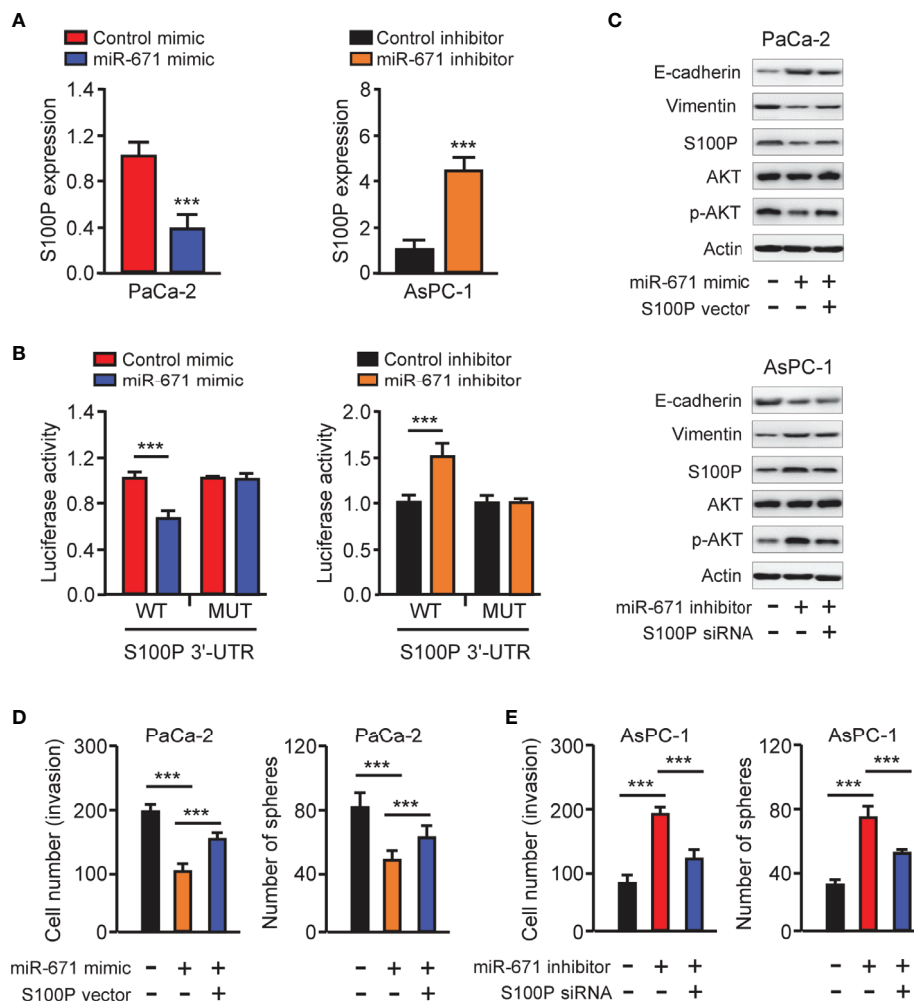 A
Control mimic
miR-671 mimic
S100P expression
1.6
1.2
0.8
0.4
0.0
***
PaCa-2
Control inhibitor
miR-671 inhibitor
S100P expression
8
6
4
2
0
***
AsPC-1
B
Control mimic
miR-671 mimic
Luciferase activity
1.6
1.2
0.8
0.4
0.0
***
WT MUT
S100P 3'-UTR
Control inhibitor
miR-671 inhibitor
Luciferase activity
2.0
1.5
1.0
0.5
0.0
***
WT MUT
S100P 3'-UTR
C
PaCa-2
E-cadherin
Vimentin
S100P
AKT
p-AKT
Actin
miR-671 mimic - + +
S100P vector - - +
AsPC-1
E-cadherin
Vimentin
S100P
AKT
p-AKT
Actin
miR-671 inhibitor - + +
S100P siRNA - - +
D
PaCa-2
Cell number (invasion)
300
200
100
0
***
***
PaCa-2
Number of spheres
120
80
40
0
***
***
miR-671 mimic - + + - + +
S100P vector - - + - - +
E
AsPC-1
Cell number (invasion)
300
200
100
0
***
***
AsPC-1
Number of spheres
120
80
40
0
***
***
miR-671 inhibitor - + + - + +
S100P siRNA - - + - - +